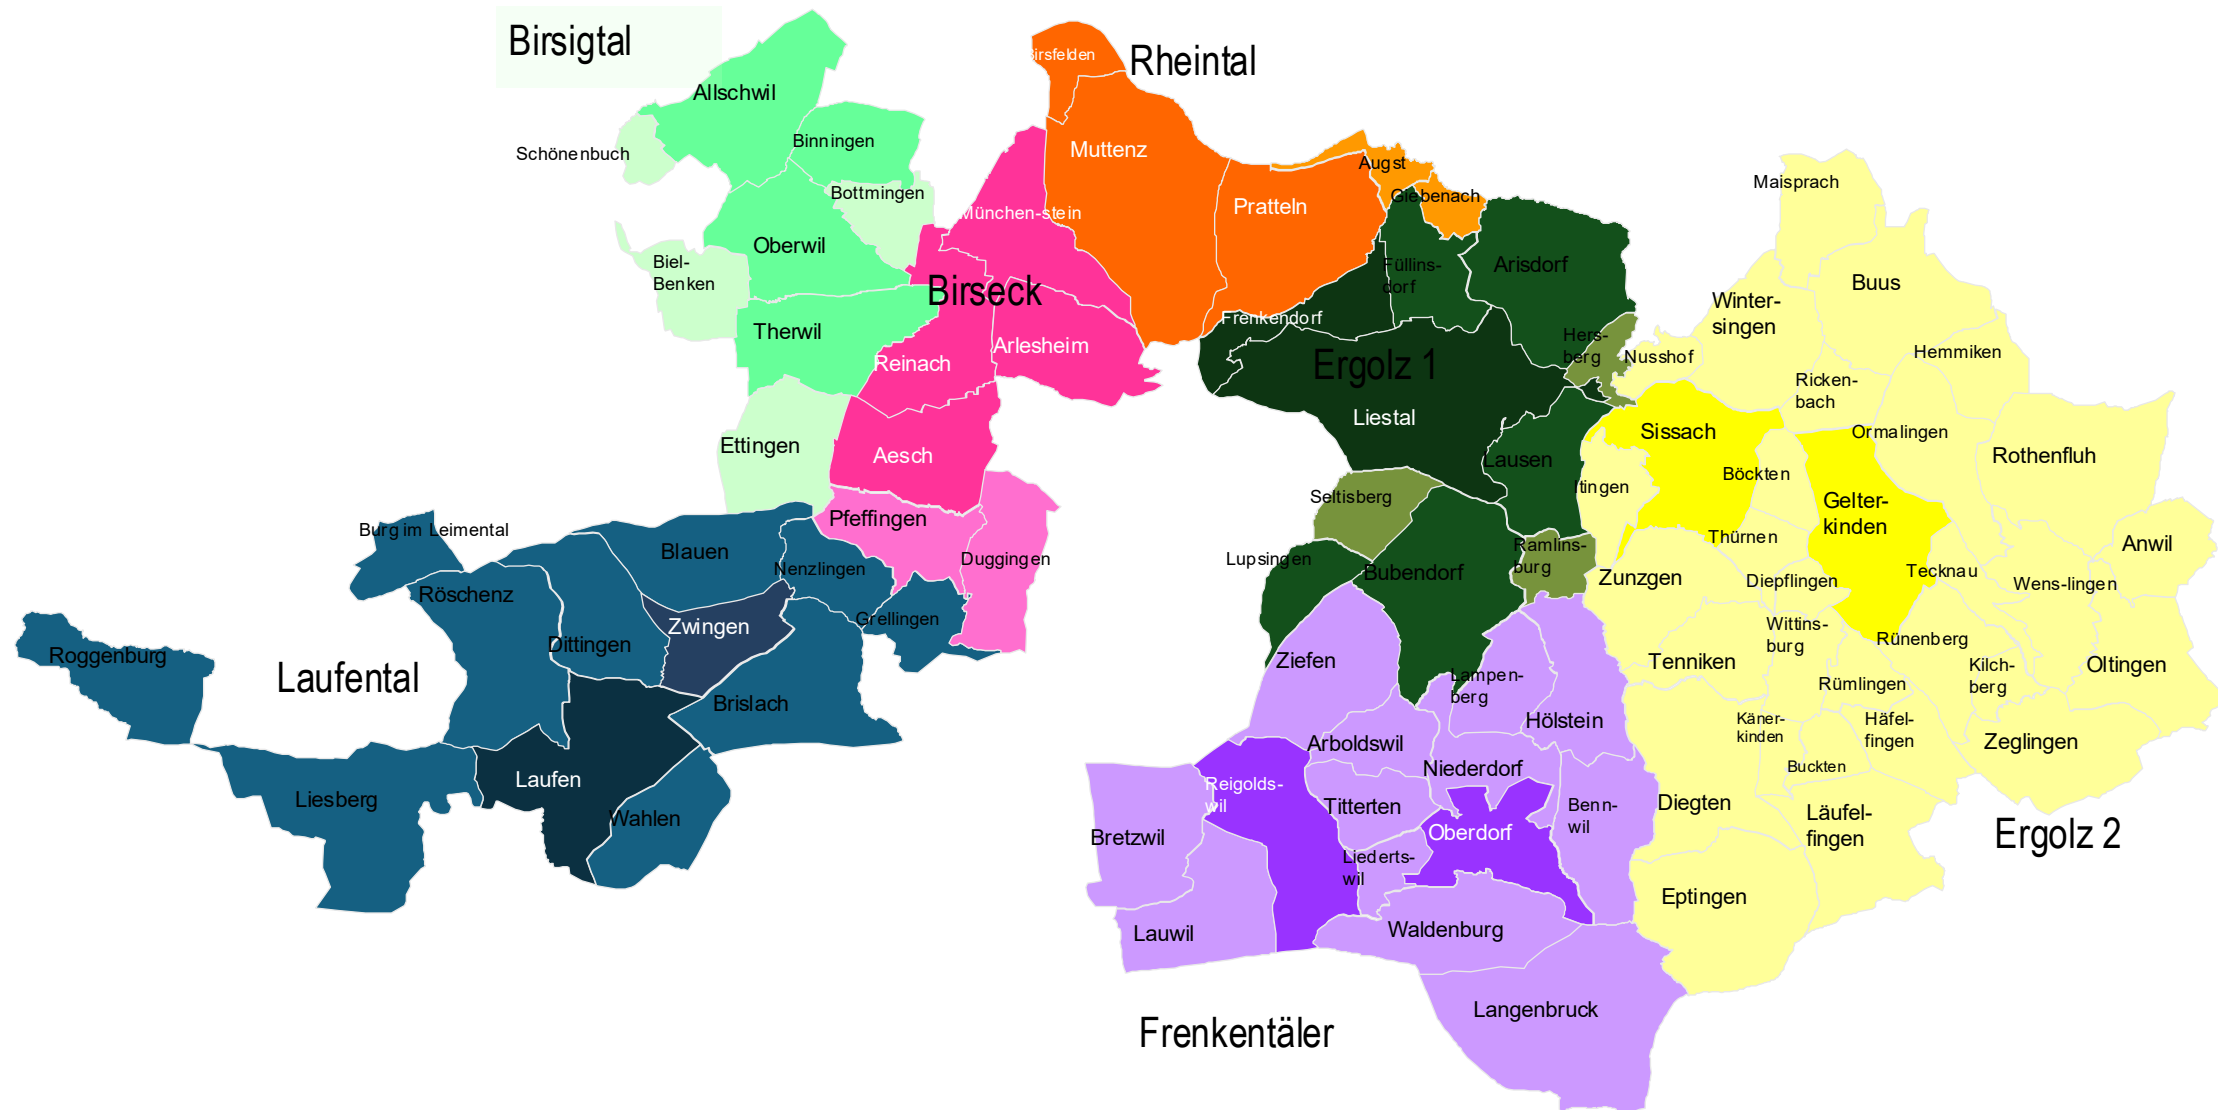 Birsigtal
Rheintal
Birsfelden
Allschwil
Binningen
Schönenbuch
Muttenz
Augst
Maisprach
Bottmingen
München-stein
Pratteln
Giebenach
Oberwil
Biel-
Benken
Füllins-
dorf
Arisdorf
Buus
Birseck
Winter-
singen
Therwil
Frenkendorf
Reinach
Arlesheim
Hers-
berg
Nusshof
Hemmiken
Ergolz 1
Ricken-
bach
Liestal
Sissach
Ormalingen
Ettingen
Aesch
Lausen
Rothenfluh
Böckten
Itingen
Seltisberg
Gelter-
kinden
Pfeffingen
Burg im Leimental
Thürnen
Anwil
Blauen
Duggingen
Lupsingen
Ramlins-
burg
Bubendorf
Nenzlingen
Zunzgen
Diepflingen
Tecknau
Wens-lingen
Röschenz
Grellingen
Zwingen
Dittingen
Wittins-
burg
Rünenberg
Roggenburg
Laufental
Ziefen
Tenniken
Oltingen
Lampen-
berg
Kilch-
berg
Rümlingen
Brislach
Hölstein
Käner-
kinden
Häfel-
fingen
Arboldswil
Zeglingen
Niederdorf
Buckten
Laufen
Reigolds-
wil
Liesberg
Titterten
Benn-
wil
Diegten
Läufel-
fingen
Wahlen
Bretzwil
Oberdorf
Ergolz 2
Liederts-
wil
Eptingen
Lauwil
Waldenburg
Langenbruck
Frenkentäler